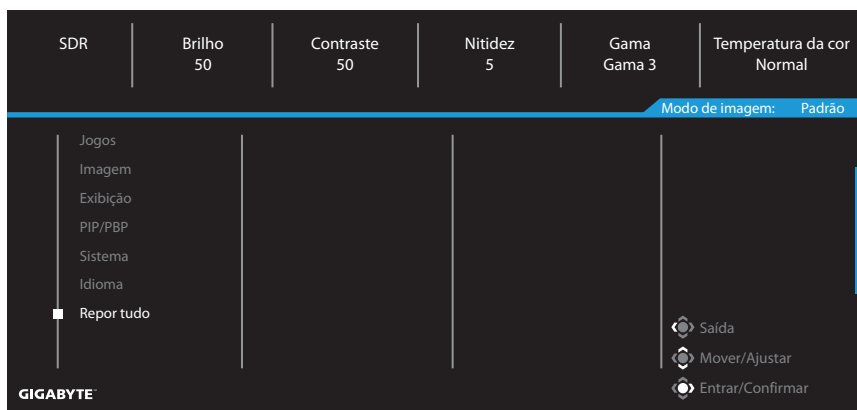 SDR
Brilho
50
Contraste
50
Nitidez
5
Gama
Gama 3
Temperatura da cor
Normal
Modo de imagem: Padrão
Jogos
Imagem
Exibição
PIP/PBP
Sistema
Idioma
Repor tudo
Saída
Mover/Ajustar
Entrar/Confirmar
GIGABYTE™